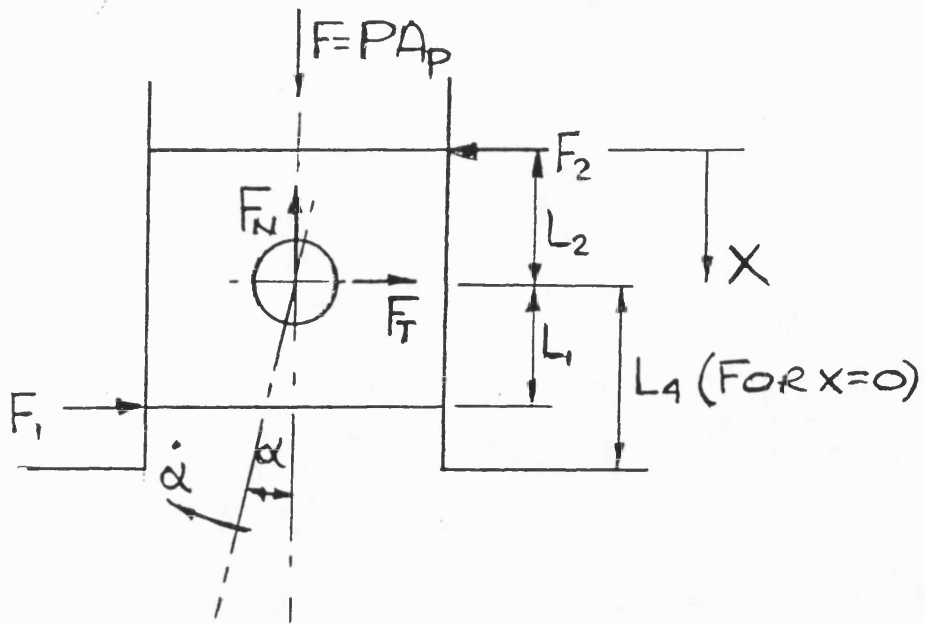 F=PAp
F2
FN
L2
X
FT
L1
L4 (FOR X=0)
F1
α
α̇